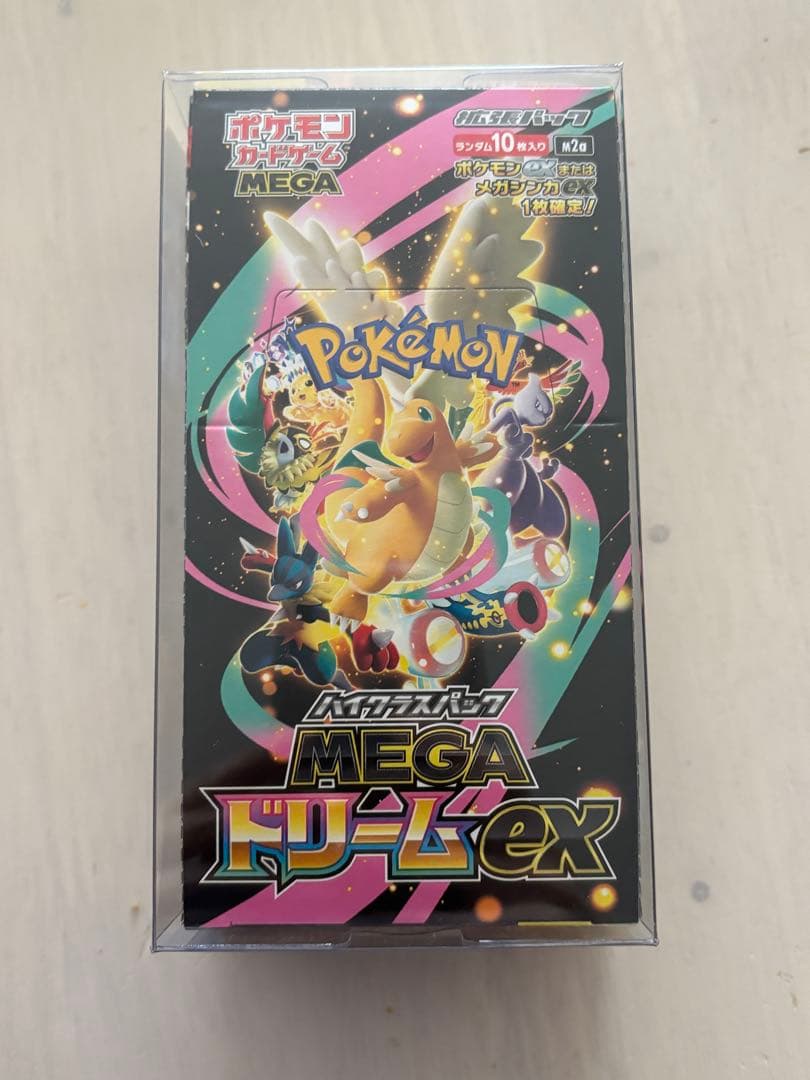 ポケモン
カードゲーム
MEGA
拡張パック
ランダム10枚入り M2a
ポケモンexまたは
メガシンカex
1枚確定!
POKéMON
TM
ハイクラスパック
MEGA
ドリームex